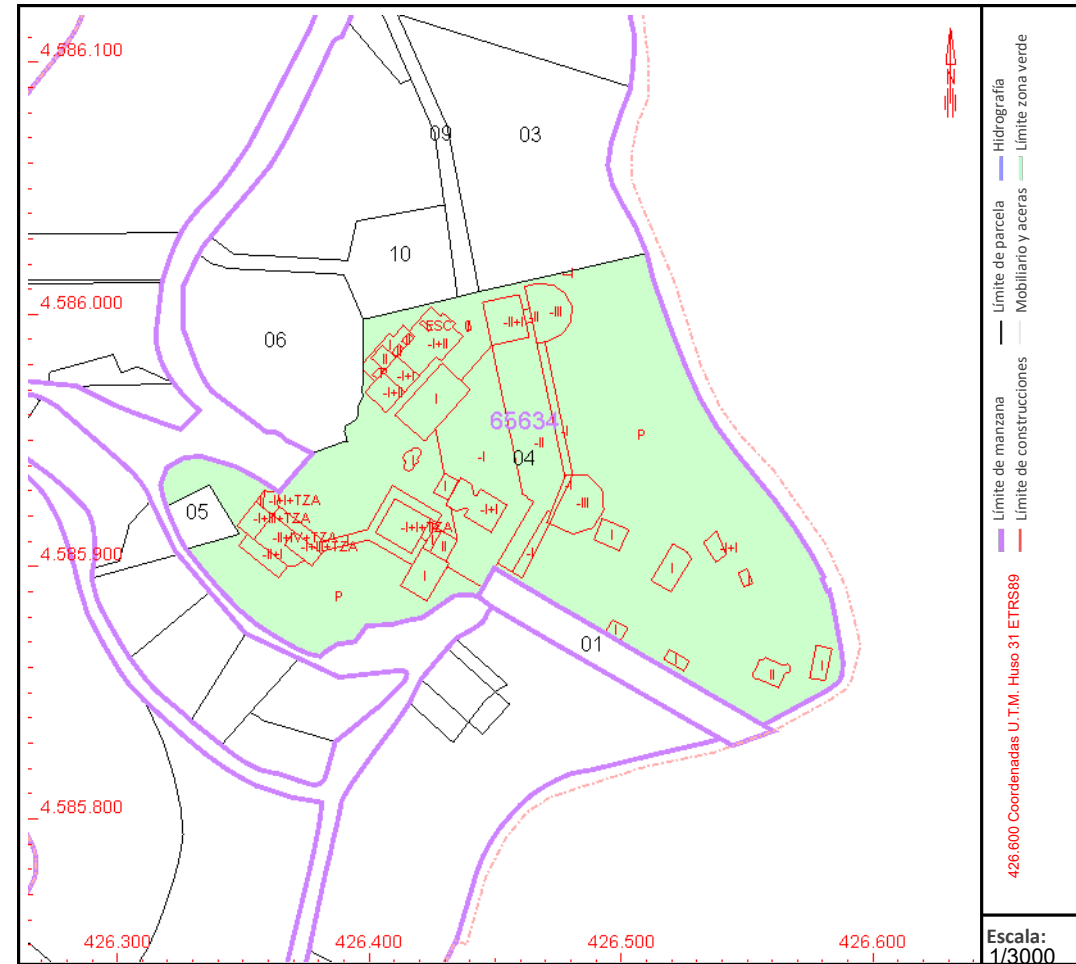 4.586.100
09
03
10
4.586.000
06
ESC
-II+I
-II
-III
-I+II
II
P
-I+I
-I+II
I
65634
-I
-II
-I
04
P
I
-I+I
-I
-III
05
II
-I+I+TZA
-I+III+TZA
-II+IV+TZA
-I+III+TZA
-II+I
-I+I+TZA
II
I
-I
I
-I+I
I
4.585.900
P
I
I
01
II
I
4.585.800
426.300
426.400
426.500
426.600
N
Límite de manzana
Límite de parcela
Hidrografía
Límite de construcciones
Mobiliario y aceras
Límite zona verde
426.600 Coordenadas U.T.M. Huso 31 ETRS89
Escala:
1/3000